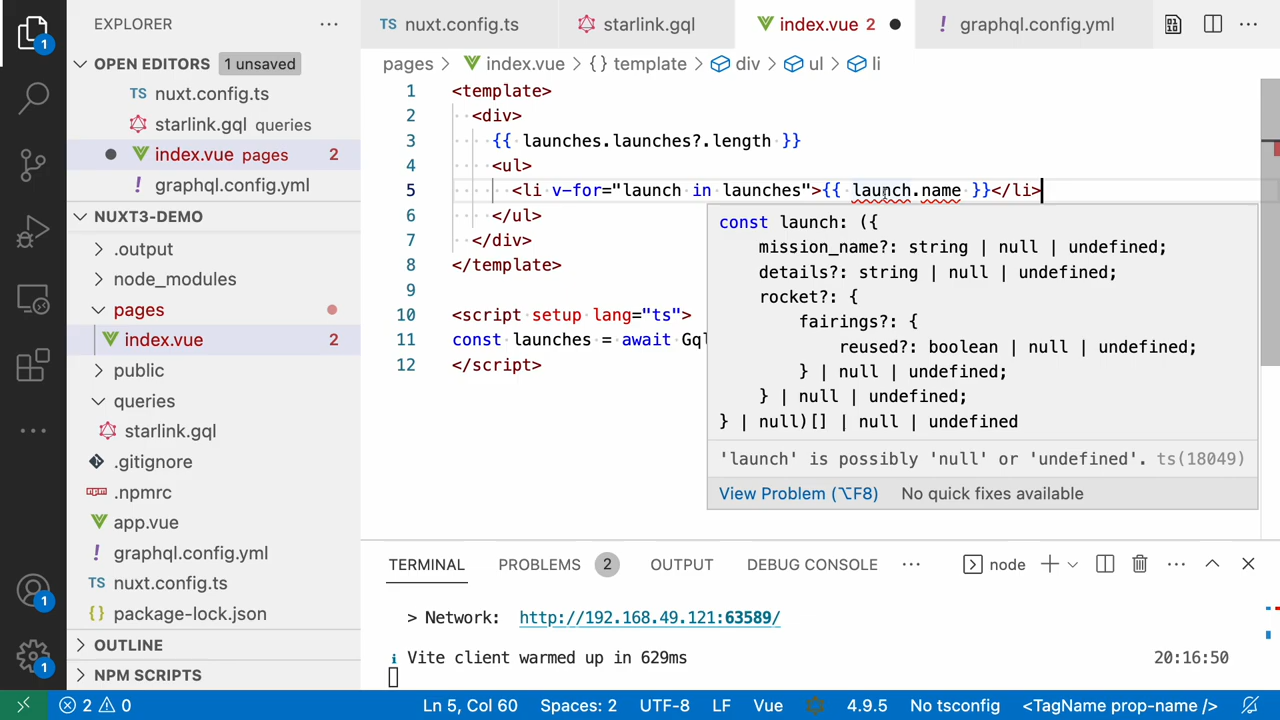 EXPLORER
OPEN EDITORS 1 unsaved
TS nuxt.config.ts
starlink.gql queries
index.vue pages 2
! graphql.config.yml
NUXT3-DEMO
.output
node_modules
pages
index.vue 2
public
queries
starlink.gql
.gitignore
.npmrc
app.vue
! graphql.config.yml
TS nuxt.config.ts
{} package-lock.json
OUTLINE
NPM SCRIPTS
1
1
1
TS nuxt.config.ts
starlink.gql
index.vue 2
! graphql.config.yml
pages > index.vue > {} template > div > ul > li
1 <template>
2 <div>
3 {{ launches.launches?.length }}
4 <ul>
5 <li v-for="launch in launches">{{ launch.name }}</li>
6 </ul>
7 </div>
8 </template>
9
10 <script setup lang="ts">
11 const launches = await Gql
12 </script>
const launch: ({
mission_name?: string | null | undefined;
details?: string | null | undefined;
rocket?: {
fairings?: {
reused?: boolean | null | undefined;
} | null | undefined;
} | null | undefined;
} | null)[] | null | undefined
'launch' is possibly 'null' or 'undefined'. ts(18049)
View Problem (⌥F8) No quick fixes available
TERMINAL PROBLEMS 2 OUTPUT DEBUG CONSOLE ··· node
> Network: http://192.168.49.121:63589/
ℹ Vite client warmed up in 629ms 20:16:50
2 0 Ln 5, Col 60 Spaces: 2 UTF-8 LF Vue 4.9.5 No tsconfig <TagName prop-name />